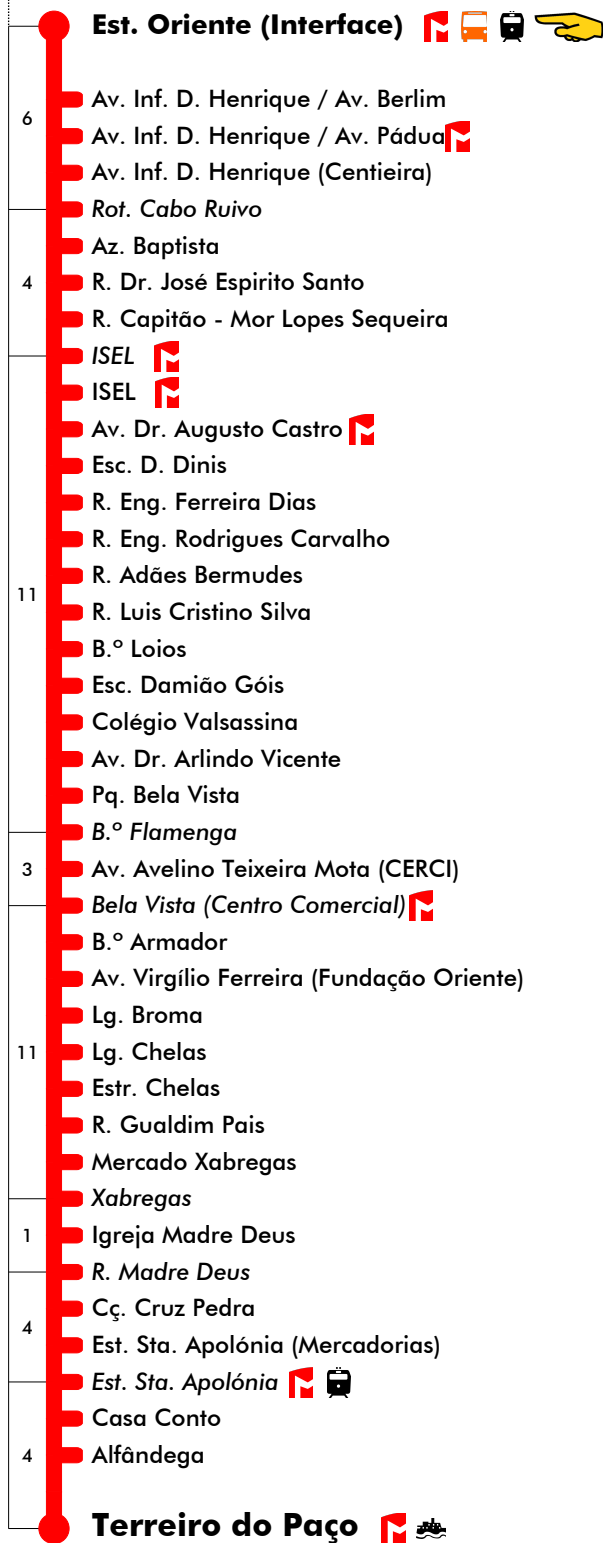 Est. Oriente (Interface)
Av. Inf. D. Henrique / Av. Berlim
6
Av. Inf. D. Henrique / Av. Pádua
Av. Inf. D. Henrique (Centieira)
Rot. Cabo Ruivo
Az. Baptista
4
R. Dr. José Espirito Santo
R. Capitão - Mor Lopes Sequeira
ISEL
ISEL
Av. Dr. Augusto Castro
Esc. D. Dinis
R. Eng. Ferreira Dias
R. Eng. Rodrigues Carvalho
R. Adães Bermudes
11
R. Luis Cristino Silva
B.º Loios
Esc. Damião Góis
Colégio Valsassina
Av. Dr. Arlindo Vicente
Pq. Bela Vista
B.º Flamenga
3
Av. Avelino Teixeira Mota (CERCI)
Bela Vista (Centro Comercial)
B.º Armador
Av. Virgílio Ferreira (Fundação Oriente)
Lg. Broma
11
Lg. Chelas
Estr. Chelas
R. Gualdim Pais
Mercado Xabregas
Xabregas
1
Igreja Madre Deus
R. Madre Deus
Cç. Cruz Pedra
4
Est. Sta. Apolónia (Mercadorias)
Est. Sta. Apolónia
Casa Conto
4
Alfândega
Terreiro do Paço